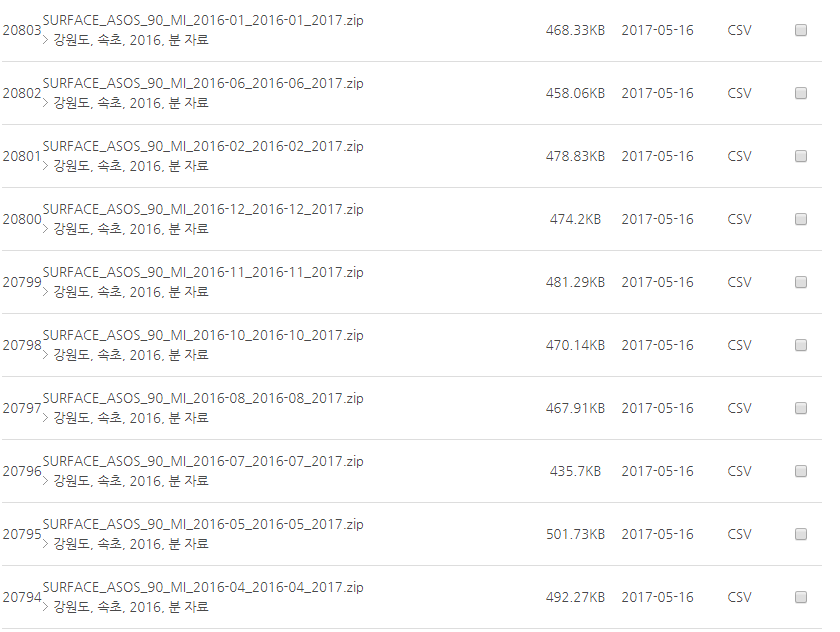 20803 SURFACE_ASOS_90_MI_2016-01_2016-01_2017.zip 468.33KB 2017-05-16 CSV
> 강원도, 속초, 2016, 분 자료
20802 SURFACE_ASOS_90_MI_2016-06_2016-06_2017.zip 458.06KB 2017-05-16 CSV
> 강원도, 속초, 2016, 분 자료
20801 SURFACE_ASOS_90_MI_2016-02_2016-02_2017.zip 478.83KB 2017-05-16 CSV
> 강원도, 속초, 2016, 분 자료
20800 SURFACE_ASOS_90_MI_2016-12_2016-12_2017.zip 474.2KB 2017-05-16 CSV
> 강원도, 속초, 2016, 분 자료
20799 SURFACE_ASOS_90_MI_2016-11_2016-11_2017.zip 481.29KB 2017-05-16 CSV
> 강원도, 속초, 2016, 분 자료
20798 SURFACE_ASOS_90_MI_2016-10_2016-10_2017.zip 470.14KB 2017-05-16 CSV
> 강원도, 속초, 2016, 분 자료
20797 SURFACE_ASOS_90_MI_2016-08_2016-08_2017.zip 467.91KB 2017-05-16 CSV
> 강원도, 속초, 2016, 분 자료
20796 SURFACE_ASOS_90_MI_2016-07_2016-07_2017.zip 435.7KB 2017-05-16 CSV
> 강원도, 속초, 2016, 분 자료
20795 SURFACE_ASOS_90_MI_2016-05_2016-05_2017.zip 501.73KB 2017-05-16 CSV
> 강원도, 속초, 2016, 분 자료
20794 SURFACE_ASOS_90_MI_2016-04_2016-04_2017.zip 492.27KB 2017-05-16 CSV
> 강원도, 속초, 2016, 분 자료